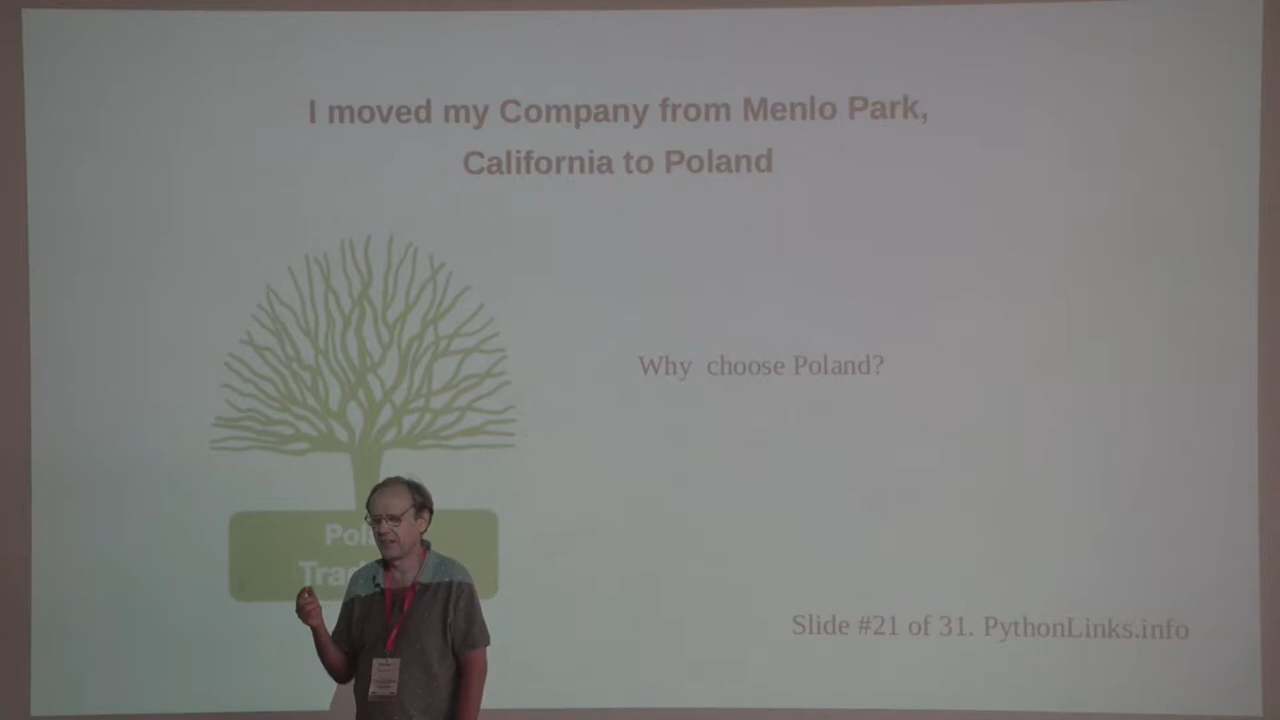 I moved my Company from Menlo Park,
California to Poland
Why choose Poland?
Slide #21 of 31. PythonLinks.info